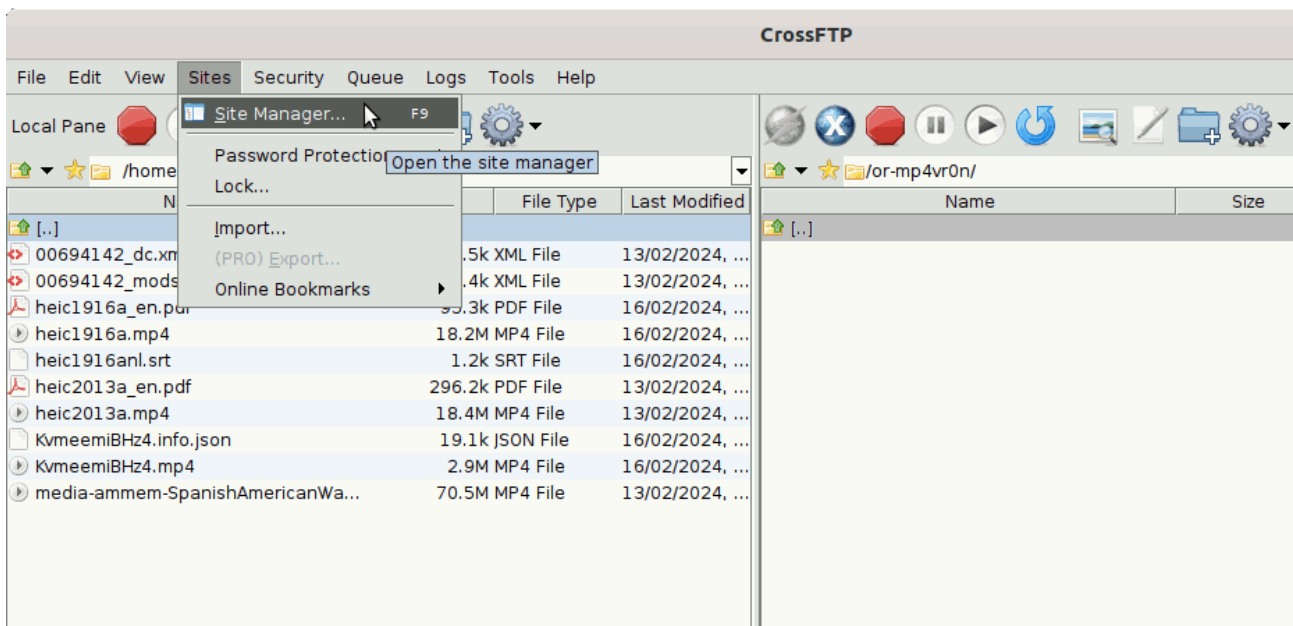 CrossFTP
File Edit View Sites Security Queue Logs Tools Help
Site Manager... F9
Local Pane
Password Protection
Open the site manager
/home
/or-mp4vr0n/
Lock...
N File Type Last Modified Name Size
Import...
[..] [..]
00694142_dc.xm .5k XML File 13/02/2024, ...
(PRO) Export...
00694142_mods .4k XML File 13/02/2024, ...
Online Bookmarks
heic1916a_en.pdf 95.3k PDF File 16/02/2024, ...
heic1916a.mp4 18.2M MP4 File 16/02/2024, ...
heic1916anl.srt 1.2k SRT File 16/02/2024, ...
heic2013a_en.pdf 296.2k PDF File 13/02/2024, ...
heic2013a.mp4 18.4M MP4 File 13/02/2024, ...
KvmeemiBHz4.info.json 19.1k JSON File 16/02/2024, ...
KvmeemiBHz4.mp4 2.9M MP4 File 16/02/2024, ...
media-ammem-SpanishAmericanWa... 70.5M MP4 File 13/02/2024, ...